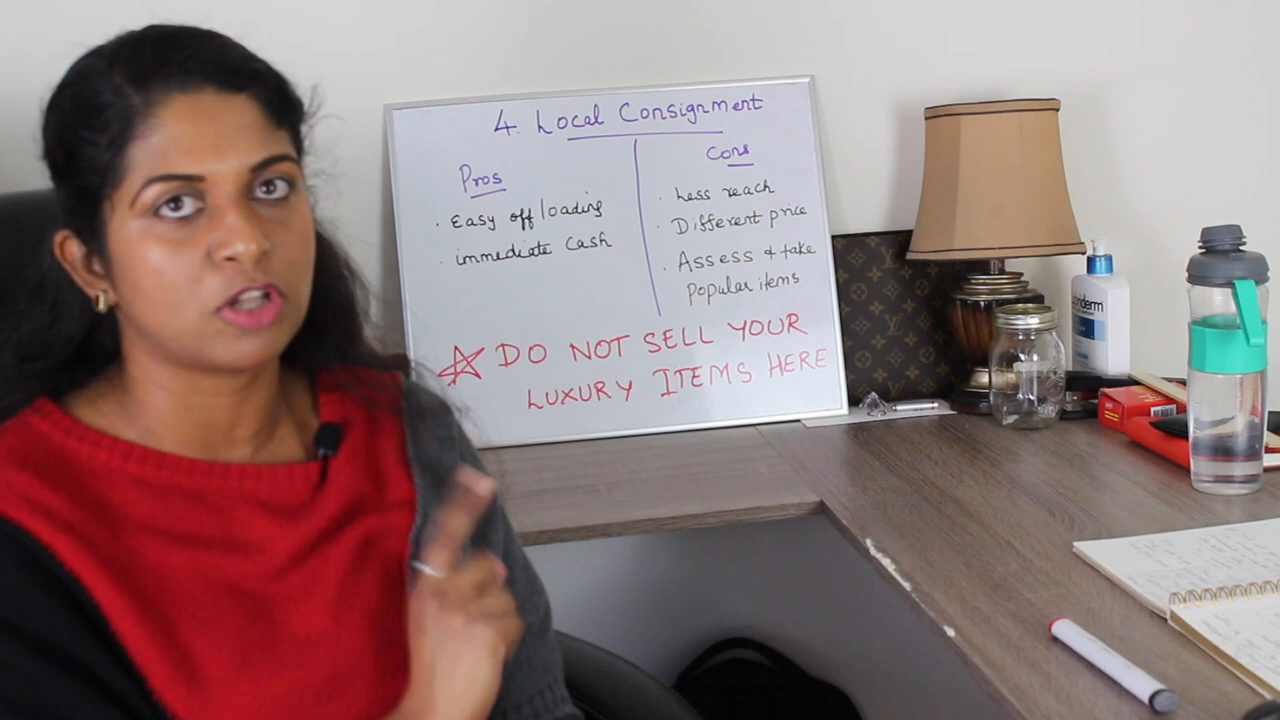 4. Local Consignment
Pros
· Easy off loading
· immediate cash
Cons
· Less reach
· Different price
· Assess & take
Popular items
☆ DO NOT SELL YOUR
LUXURY ITEMS HERE